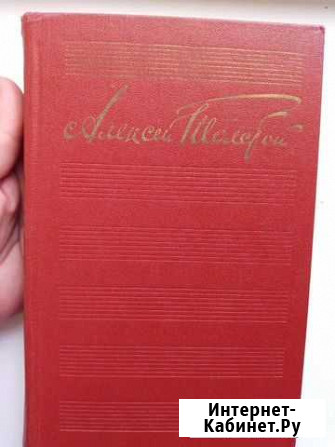 Алексей Толстой
Интернет-
Кабинет.Ру